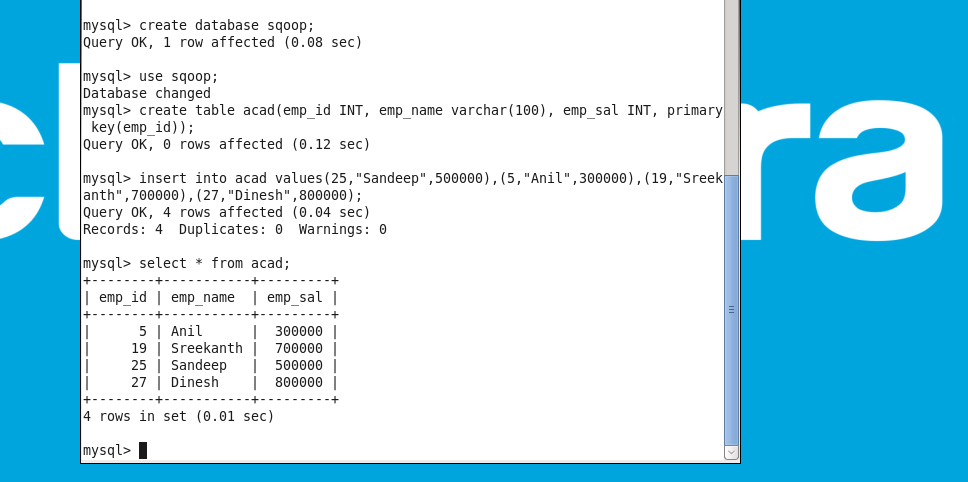 mysql> create database sqoop;
Query OK, 1 row affected (0.08 sec)
mysql> use sqoop;
Database changed
mysql> create table acad(emp_id INT, emp_name varchar(100), emp_sal INT, primary
 key(emp_id));
Query OK, 0 rows affected (0.12 sec)
mysql> insert into acad values(25,"Sandeep",500000),(5,"Anil",300000),(19,"Sreek
anth",700000),(27,"Dinesh",800000);
Query OK, 4 rows affected (0.04 sec)
Records: 4  Duplicates: 0  Warnings: 0
mysql> select * from acad;
+--------+-----------+---------+
| emp_id | emp_name  | emp_sal |
+--------+-----------+---------+
|      5 | Anil      |  300000 |
|     19 | Sreekanth |  700000 |
|     25 | Sandeep   |  500000 |
|     27 | Dinesh    |  800000 |
+--------+-----------+---------+
4 rows in set (0.01 sec)
mysql>